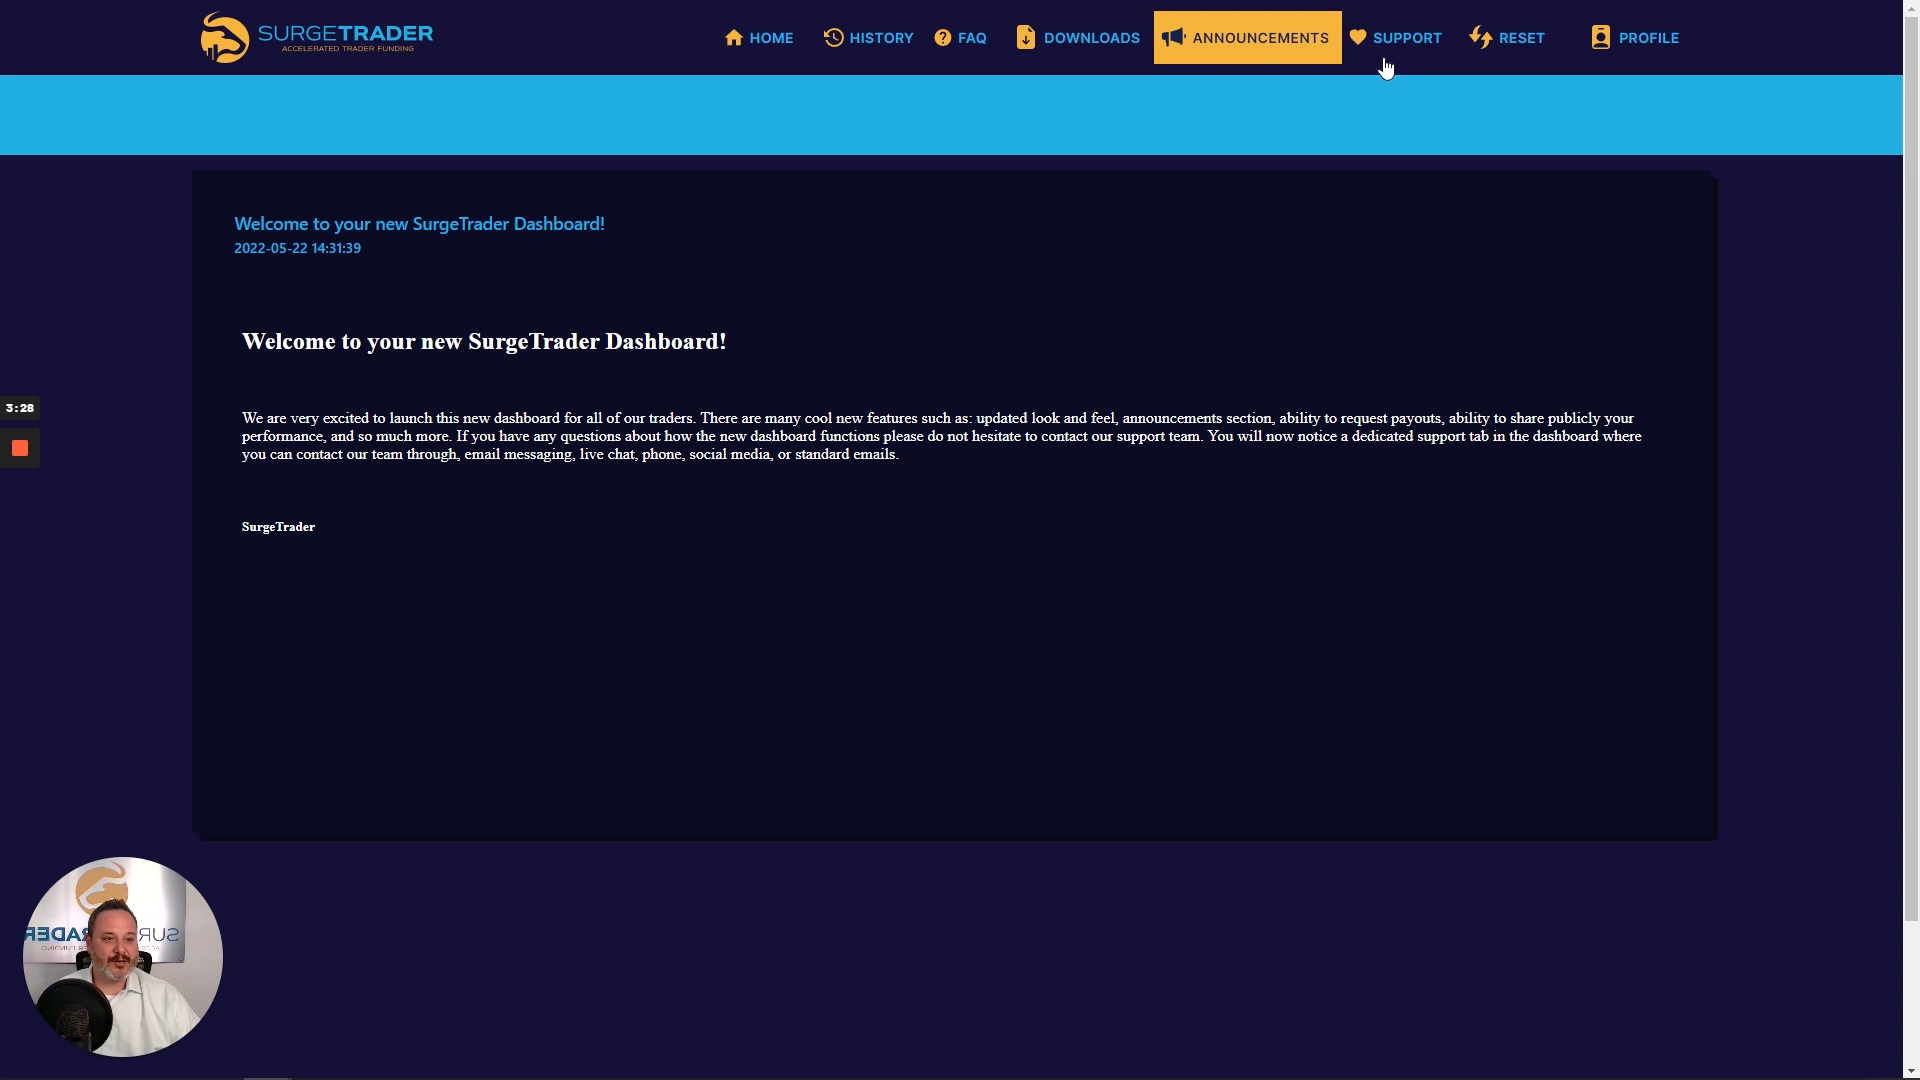 SURGETRADER
ACCELERATED TRADER FUNDING
HOME
HISTORY
FAQ
DOWNLOADS
ANNOUNCEMENTS
SUPPORT
RESET
PROFILE
Welcome to your new SurgeTrader Dashboard!
2022-05-22 14:31:39
Welcome to your new SurgeTrader Dashboard!
We are very excited to launch this new dashboard for all of our traders. There are many cool new features such as: updated look and feel, announcements section, ability to request payouts, ability to share publicly your
performance, and so much more. If you have any questions about how the new dashboard functions please do not hesitate to contact our support team. You will now notice a dedicated support tab in the dashboard where
you can contact our team through, email messaging, live chat, phone, social media, or standard emails.
3:28
SurgeTrader